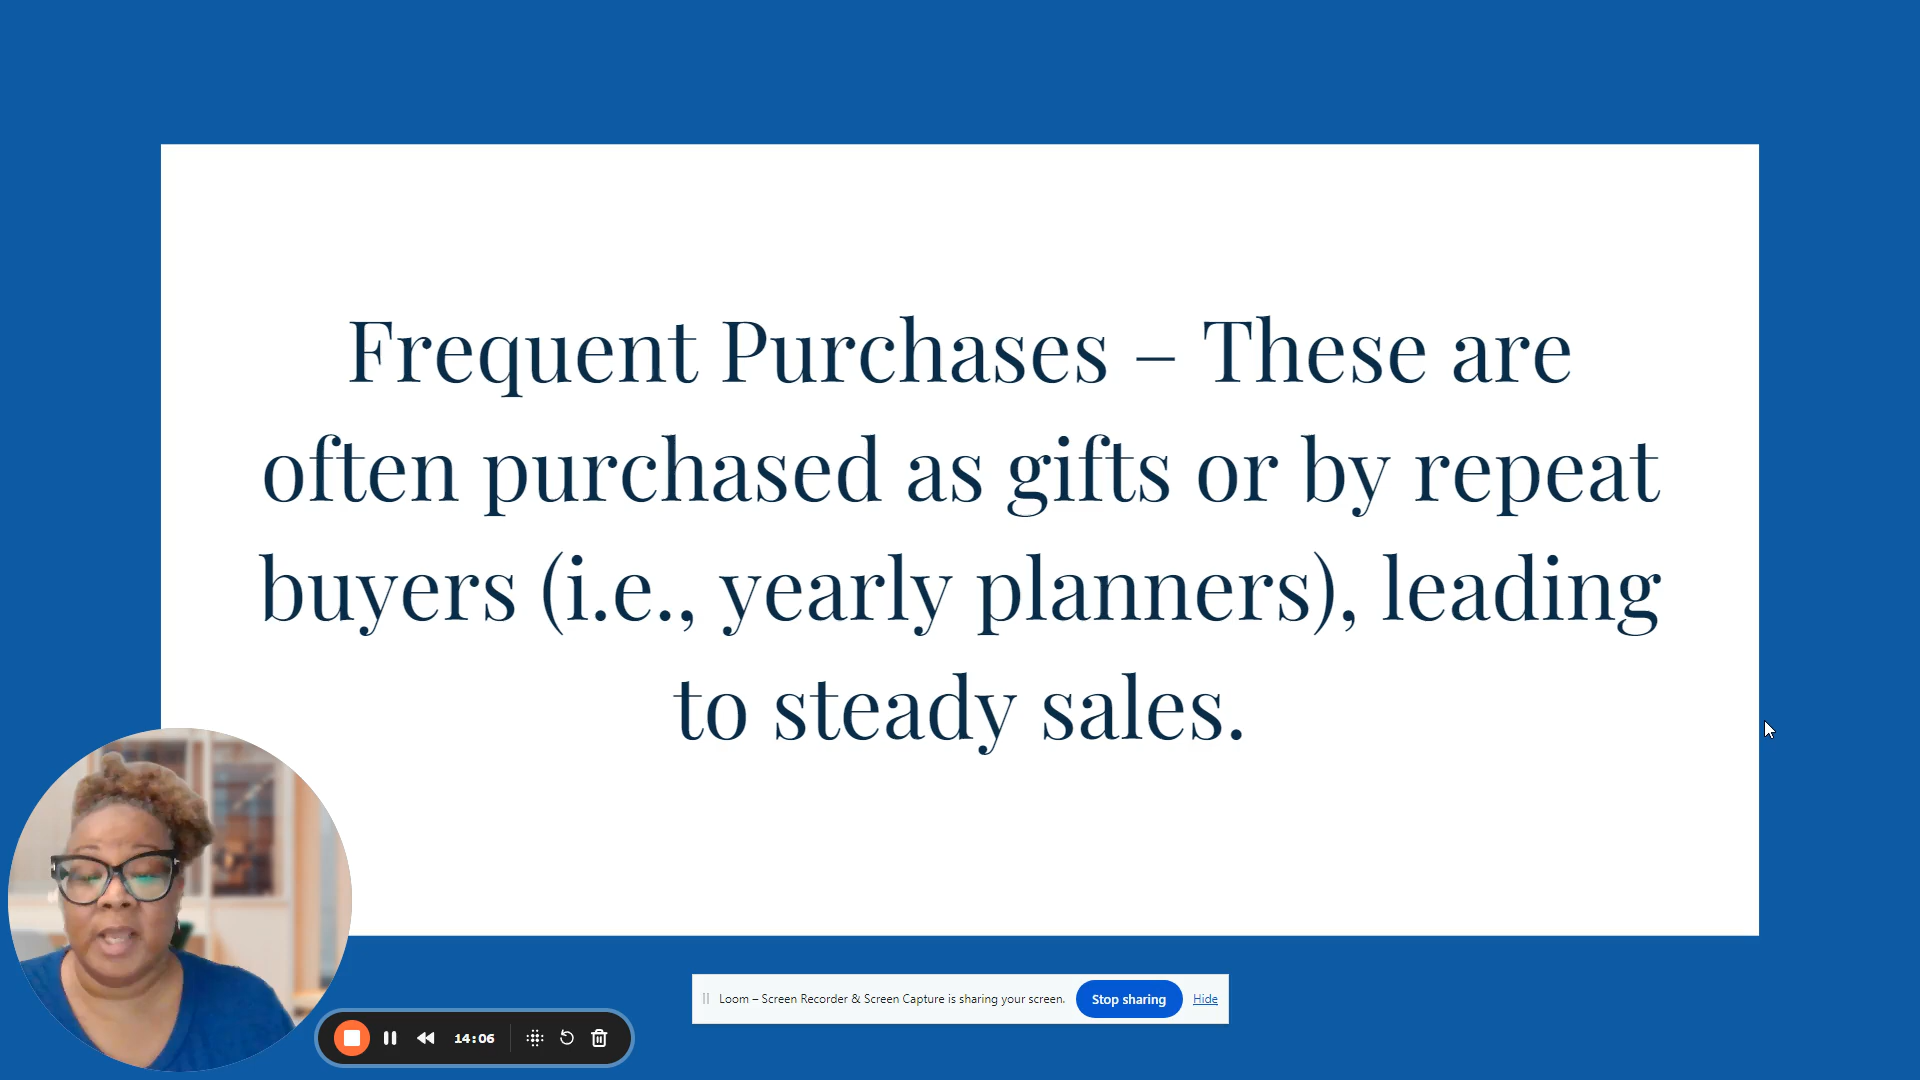 Frequent Purchases – These are
often purchased as gifts or by repeat
buyers (i.e., yearly planners), leading
to steady sales.
Loom – Screen Recorder & Screen Capture is sharing your screen. Stop sharing Hide
14:06